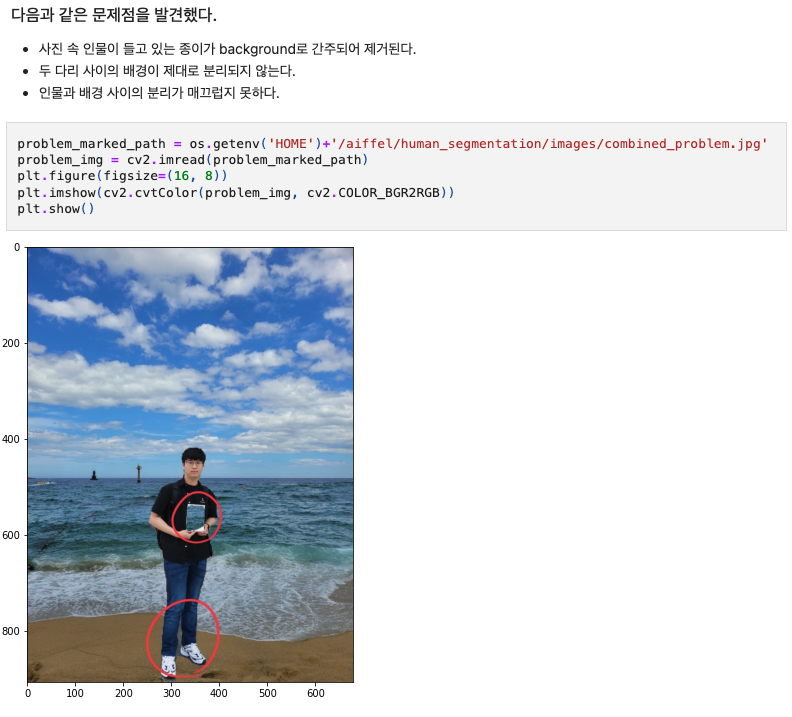 다음과 같은 문제점을 발견했다.
사진 속 인물이 들고 있는 종이가 background로 간주되어 제거된다.
두 다리 사이의 배경이 제대로 분리되지 않는다.
인물과 배경 사이의 분리가 매끄럽지 못하다.
problem_marked_path = os.getenv('HOME')+'/aiffel/human_segmentation/images/combined_problem.jpg'
problem_img = cv2.imread(problem_marked_path)
plt.figure(figsize=(16, 8))
plt.imshow(cv2.cvtColor(problem_img, cv2.COLOR_BGR2RGB))
plt.show()
0
200
400
600
800
0 100 200 300 400 500 600